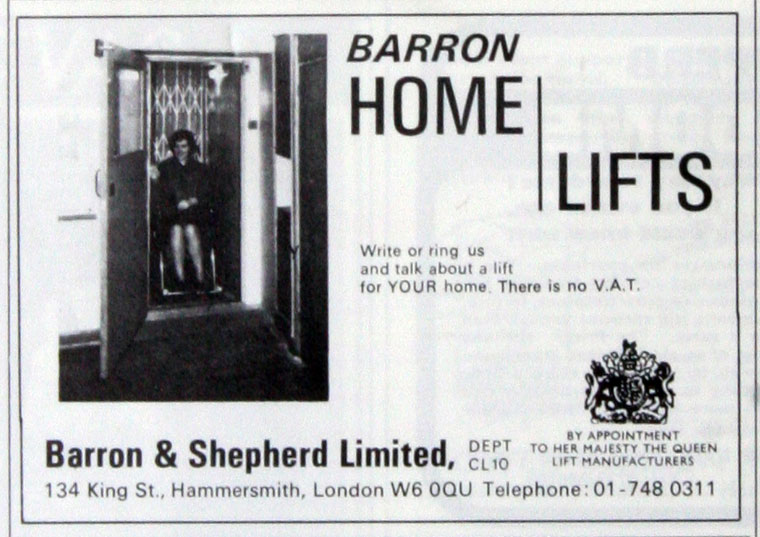 BARRON
HOME
LIFTS
Write or ring us
and talk about a lift
for YOUR home. There is no V.A.T.
BY APPOINTMENT
TO HER MAJESTY THE QUEEN
LIFT MANUFACTURERS
Barron & Shepherd Limited, DEPT CL10
134 King St., Hammersmith, London W6 0QU Telephone: 01-748 0311